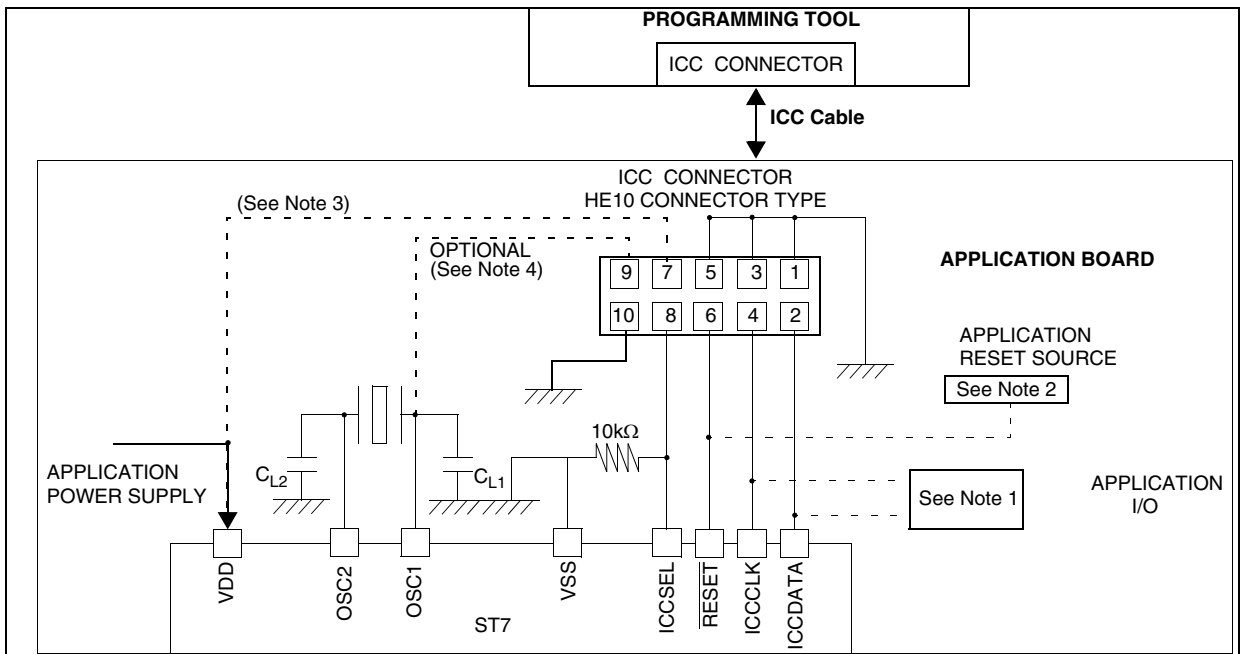 PROGRAMMING TOOL
ICC CONNECTOR
ICC Cable
ICC CONNECTOR
HE10 CONNECTOR TYPE
(See Note 3)
OPTIONAL
(See Note 4)
9 7 5 3 1
10 8 6 4 2
APPLICATION BOARD
APPLICATION
RESET SOURCE
See Note 2
10kΩ
APPLICATION
POWER SUPPLY
CL2
CL1
See Note 1
APPLICATION
I/O
VDD
OSC2
OSC1
VSS
ICCSEL
RESET
ICCCLK
ICCDATA
ST7